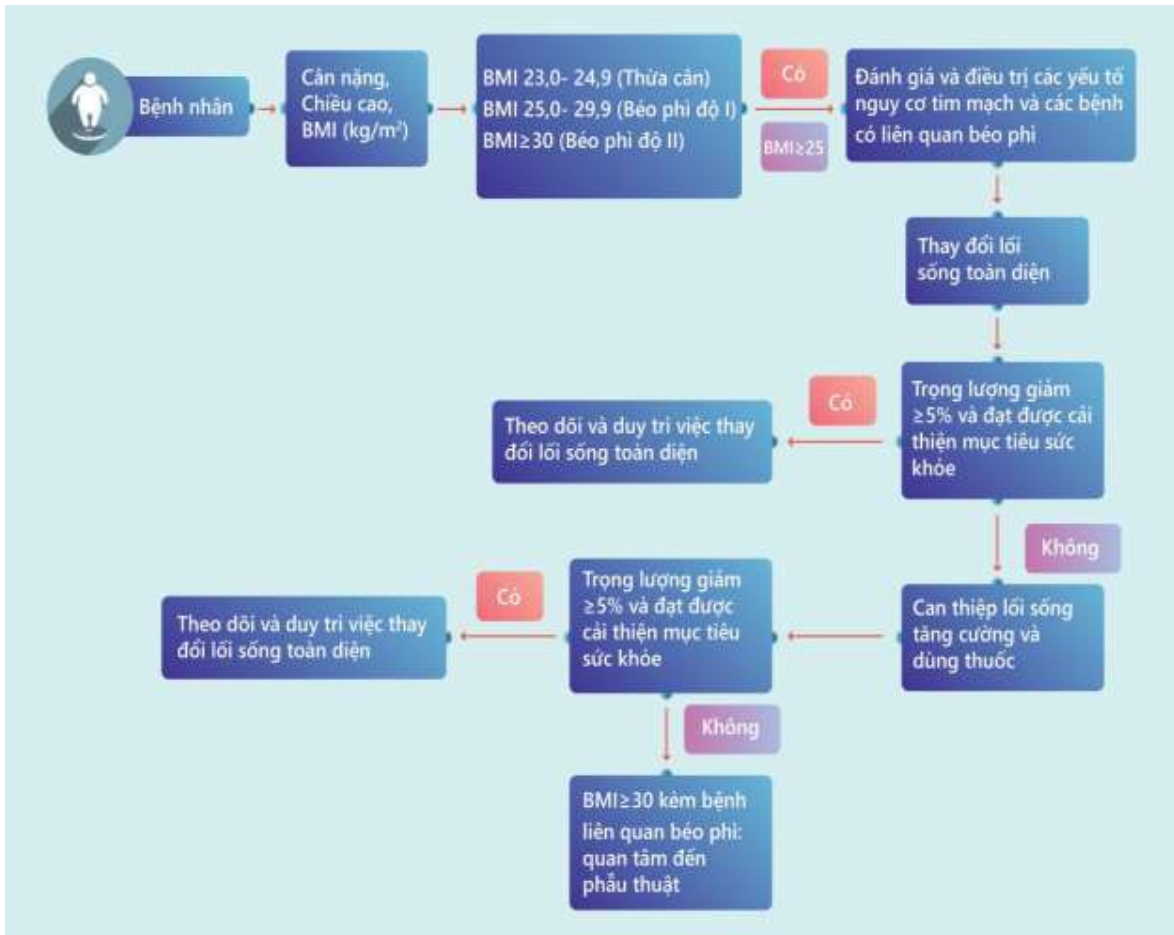 Bệnh nhân
Cân nặng,
Chiều cao,
BMI (kg/m²)
BMI 23,0- 24,9 (Thừa cân)
BMI 25,0- 29,9 (Béo phì độ I)
BMI≥30 (Béo phì độ II)
Có
BMI≥25
Đánh giá và điều trị các yếu tố
nguy cơ tim mạch và các bệnh
có liên quan béo phì
Thay đổi lối
sống toàn diện
Trọng lượng giảm
≥5% và đạt được cải
thiện mục tiêu sức
khỏe
Có
Theo dõi và duy trì việc thay
đổi lối sống toàn diện
Không
Can thiệp lối sống
tăng cường và
dùng thuốc
Trọng lượng giảm
≥5% và đạt được
cải thiện mục tiêu
sức khỏe
Có
Theo dõi và duy trì việc thay
đổi lối sống toàn diện
Không
BMI≥30 kèm bệnh
liên quan béo phì:
quan tâm đến
phẫu thuật